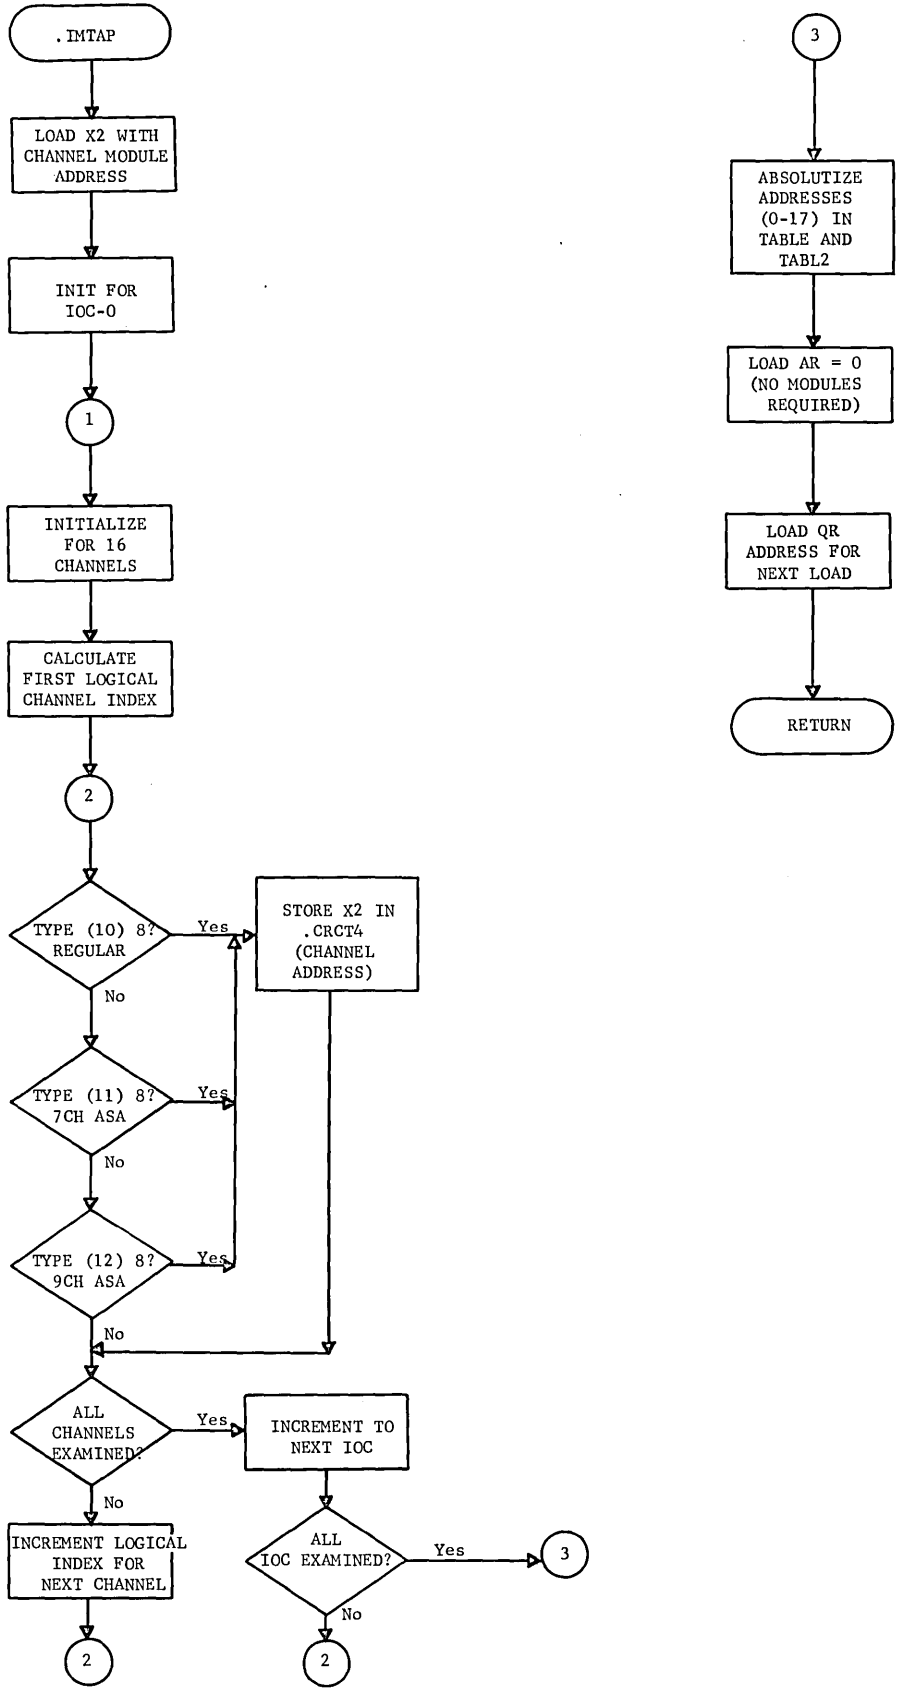 .IMTAP
LOAD X2 WITH
CHANNEL MODULE
ADDRESS
INIT FOR
IOC-0
1
INITIALIZE
FOR 16
CHANNELS
CALCULATE
FIRST LOGICAL
CHANNEL INDEX
2
TYPE (10) 8?
REGULAR
Yes
STORE X2 IN
.CRCT4
(CHANNEL
ADDRESS)
No
TYPE (11) 8?
7CH ASA
Yes
No
TYPE (12) 8?
9CH ASA
Yes
No
ALL
CHANNELS
EXAMINED?
Yes
INCREMENT TO
NEXT IOC
No
INCREMENT LOGICAL
INDEX FOR
NEXT CHANNEL
2
ALL
IOC EXAMINED?
Yes
3
No
2
3
ABSOLUTIZE
ADDRESSES
(0-17) IN
TABLE AND
TABL2
LOAD AR = 0
(NO MODULES
REQUIRED)
LOAD QR
ADDRESS FOR
NEXT LOAD
RETURN